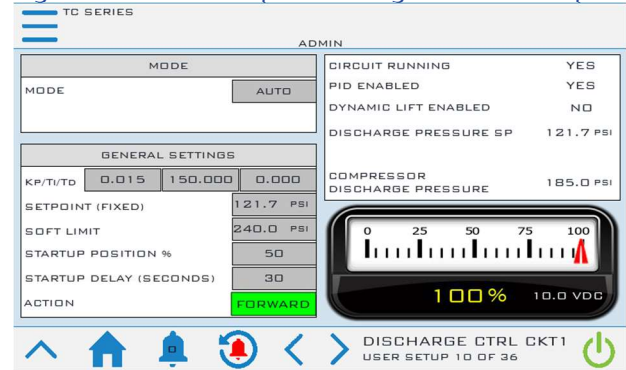 TC SERIES
ADMIN
MODE
MODE AUTO
GENERAL SETTINGS
KP/TI/TD 0.015 150.000 0.000
SETPOINT (FIXED) 121.7 PSI
SOFT LIMIT 240.0 PSI
STARTUP POSITION % 50
STARTUP DELAY (SECONDS) 30
ACTION FORWARD
CIRCUIT RUNNING YES
PID ENABLED YES
DYNAMIC LIFT ENABLED NO
DISCHARGE PRESSURE SP 121.7 PSI
COMPRESSOR
DISCHARGE PRESSURE 185.0 PSI
0 25 50 75 100
100% 10.0 VDC
0
DISCHARGE CTRL CKT1
USER SETUP 10 OF 36